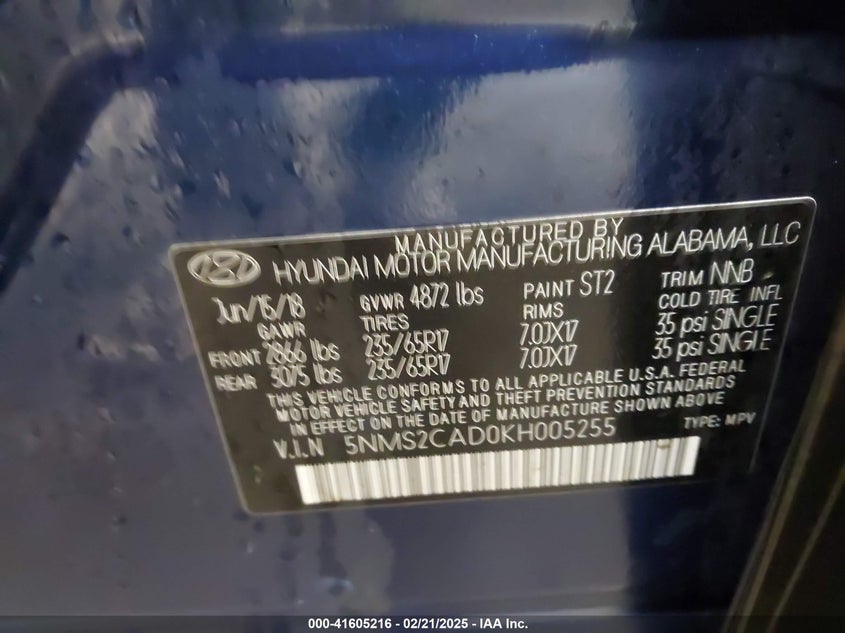 MANUFACTURED BY
HYUNDAI MOTOR MANUFACTURING ALABAMA, LLC
Jun/15/18 GVWR 4872 lbs PAINT ST2 TRIM NNB
GAWR TIRES RIMS COLD TIRE INFL
FRONT 2866 lbs 235/65R17 7.0JX17 35 psi SINGLE
REAR 3075 lbs 235/65R17 7.0JX17 35 psi SINGLE
THIS VEHICLE CONFORMS TO ALL APPLICABLE U.S.A. FEDERAL
MOTOR VEHICLE SAFETY AND THEFT PREVENTION STANDARDS
IN EFFECT ON THE DATE OF MANUFACTURE SHOWN ABOVE
V.I.N 5NMS2CAD0KH005255 TYPE: MPV
000-41605216 - 02/21/2025 - IAA Inc.